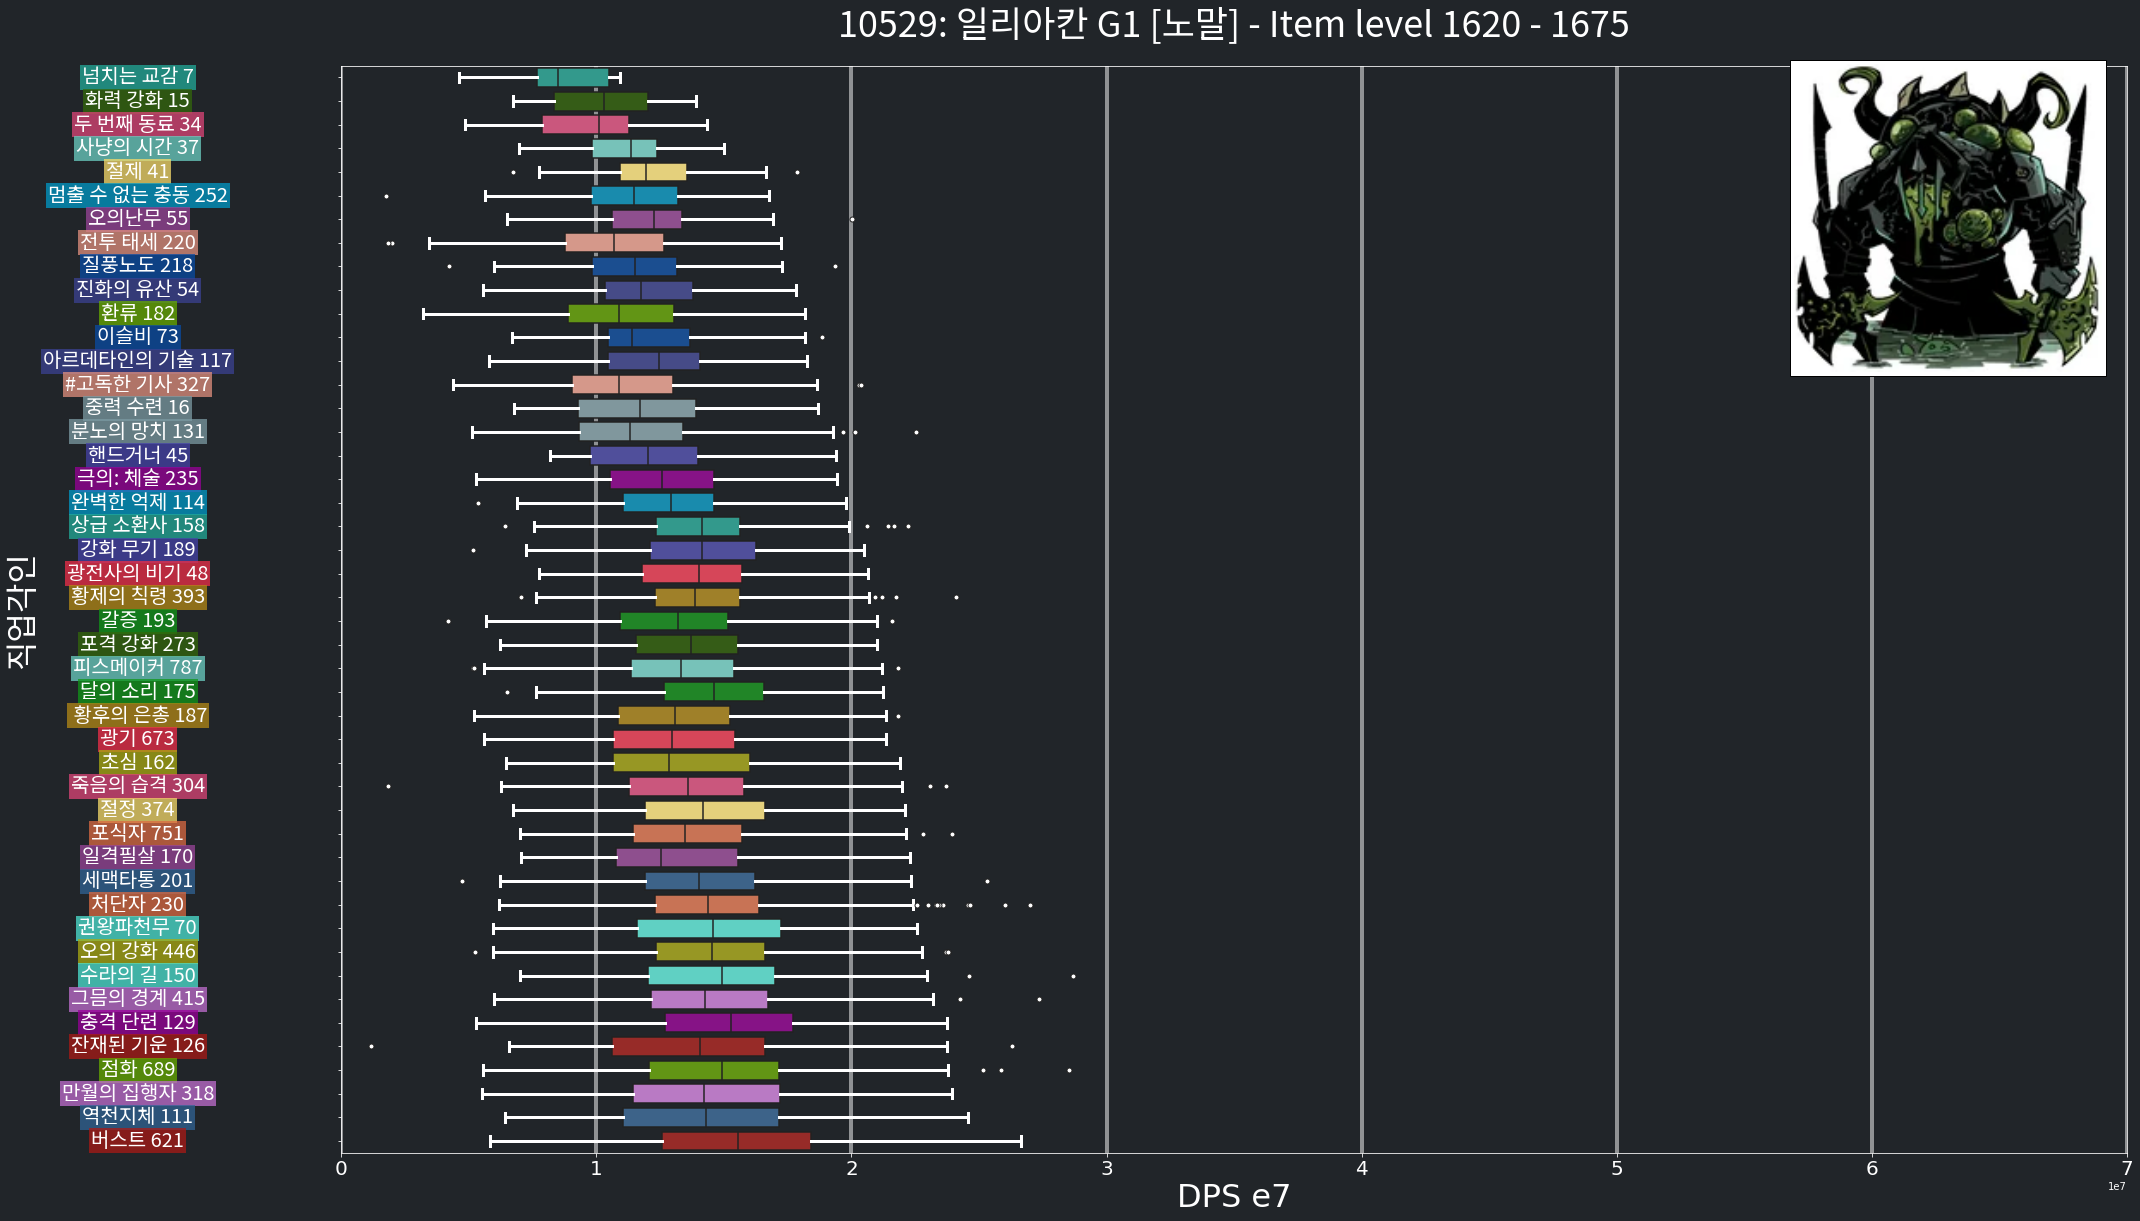 10529: 일리아칸 G1 [노말] - Item level 1620 - 1675
직업각인
넘치는 교감 7
화력 강화 15
두 번째 동료 34
사냥의 시간 37
절제 41
멈출 수 없는 충동 252
오의난무 55
전투 태세 220
질풍노도 218
진화의 유산 54
환류 182
이슬비 73
아르데타인의 기술 117
#고독한 기사 327
중력 수련 16
분노의 망치 131
핸드거너 45
극의: 체술 235
완벽한 억제 114
상급 소환사 158
강화 무기 189
광전사의 비기 48
황제의 칙령 393
갈증 193
포격 강화 273
피스메이커 787
달의 소리 175
황후의 은총 187
광기 673
초심 162
죽음의 습격 304
절정 374
포식자 751
일격필살 170
세맥타통 201
처단자 230
권왕파천무 70
오의 강화 446
수라의 길 150
그믐의 경계 415
충격 단련 129
잔재된 기운 126
점화 689
만월의 집행자 318
역천지체 111
버스트 621
0 1 2 3 4 5 6 7
DPS e7
1e7